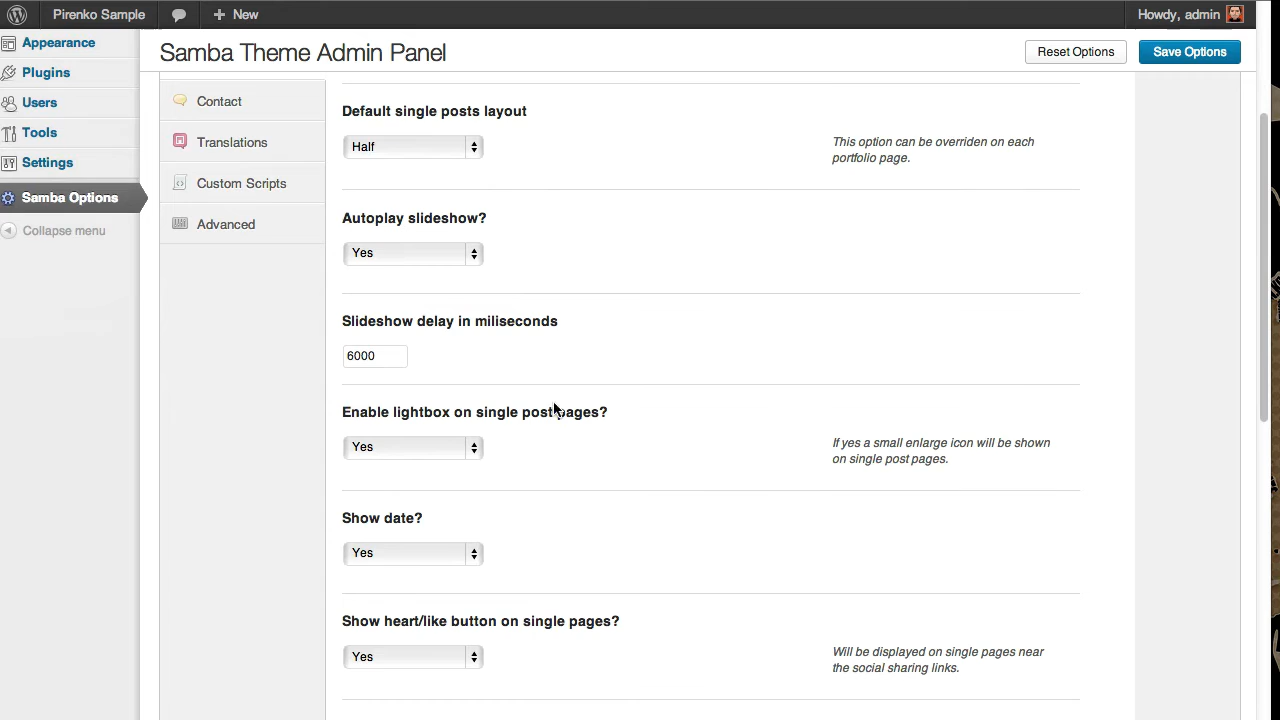 Pirenko Sample
New
Howdy, admin
Appearance
Plugins
Users
Tools
Settings
Samba Options
Collapse menu
Samba Theme Admin Panel
Reset Options
Save Options
Contact
Translations
Custom Scripts
Advanced
Default single posts layout
Half
This option can be overriden on each
portfolio page.
Autoplay slideshow?
Yes
Slideshow delay in miliseconds
6000
Enable lightbox on single post pages?
Yes
If yes a small enlarge icon will be shown
on single post pages.
Show date?
Yes
Show heart/like button on single pages?
Yes
Will be displayed on single pages near
the social sharing links.